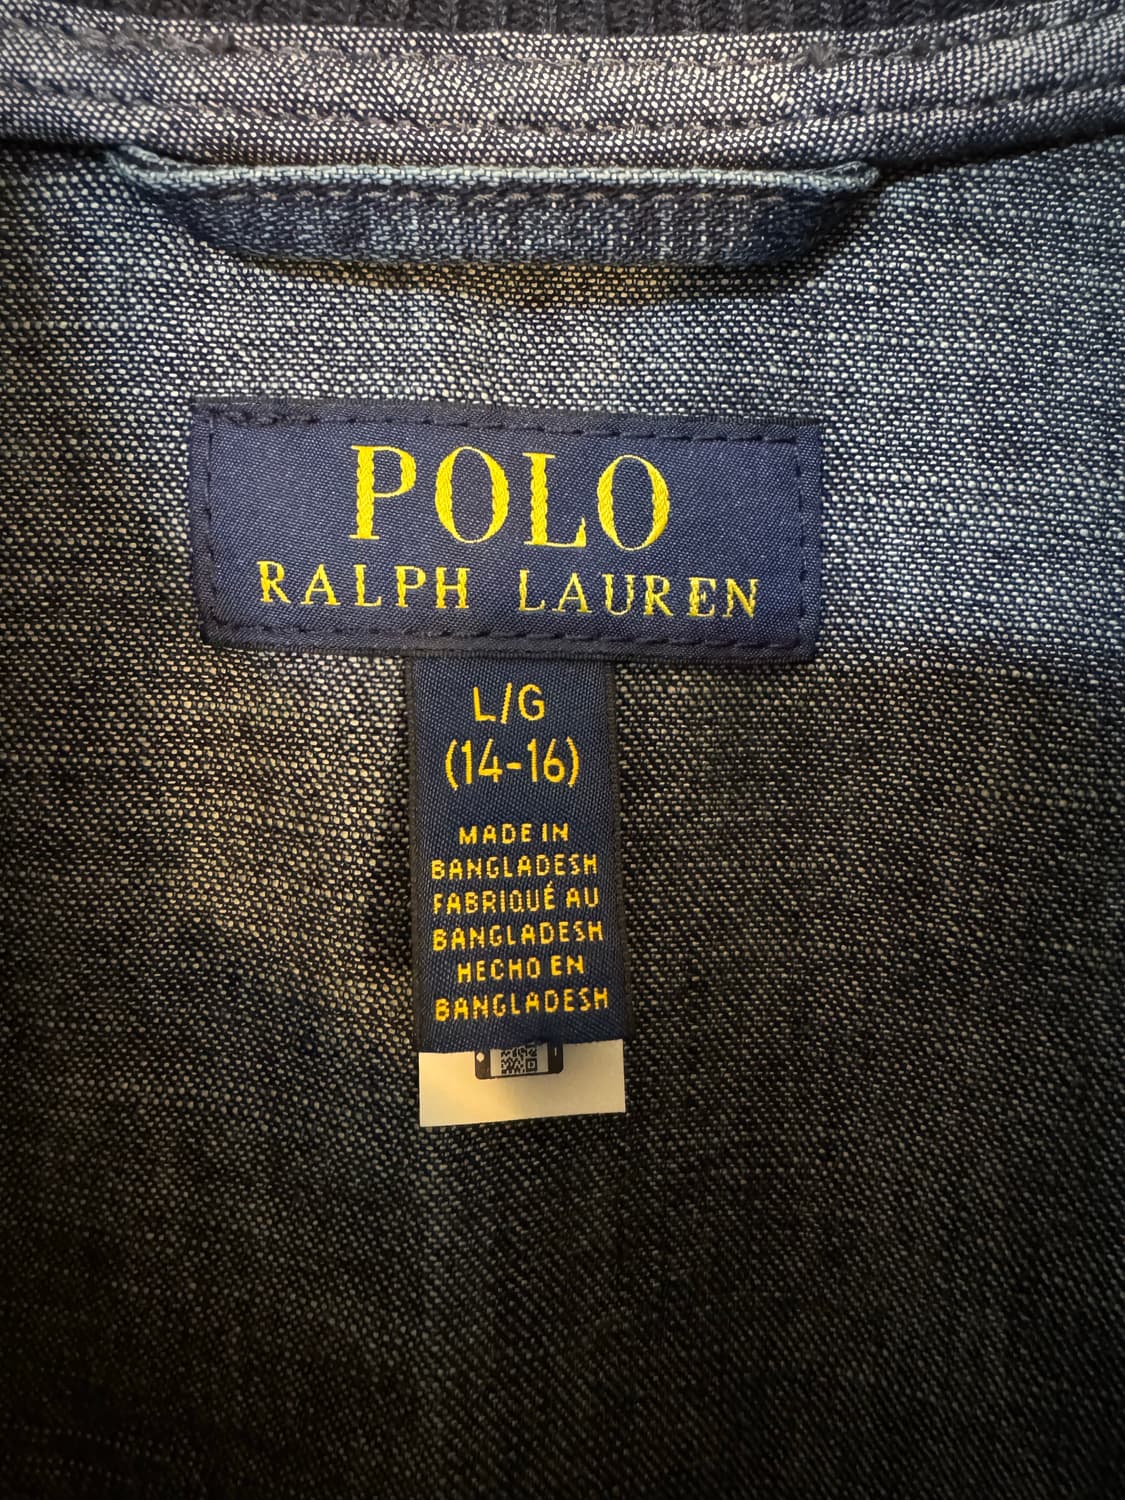 POLO
RALPH LAUREN
L/G
(14-16)
MADE IN
BANGLADESH
FABRIQUÉ AU
BANGLADESH
HECHO EN
BANGLADESH